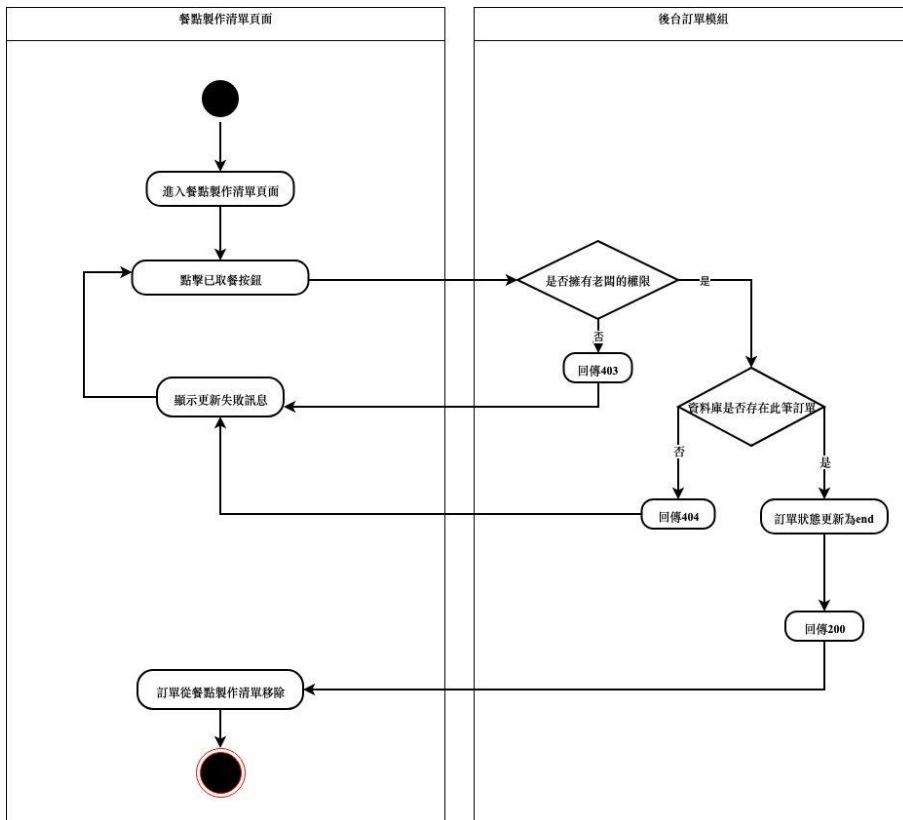 餐點製作清單頁面
後台訂單模組
進入餐點製作清單頁面
點擊已取餐按鈕
是否擁有老闆的權限
是
否
回傳403
顯示更新失敗訊息
資料庫是否存在此筆訂單
否
是
回傳404
訂單狀態更新為end
回傳200
訂單從餐點製作清單移除